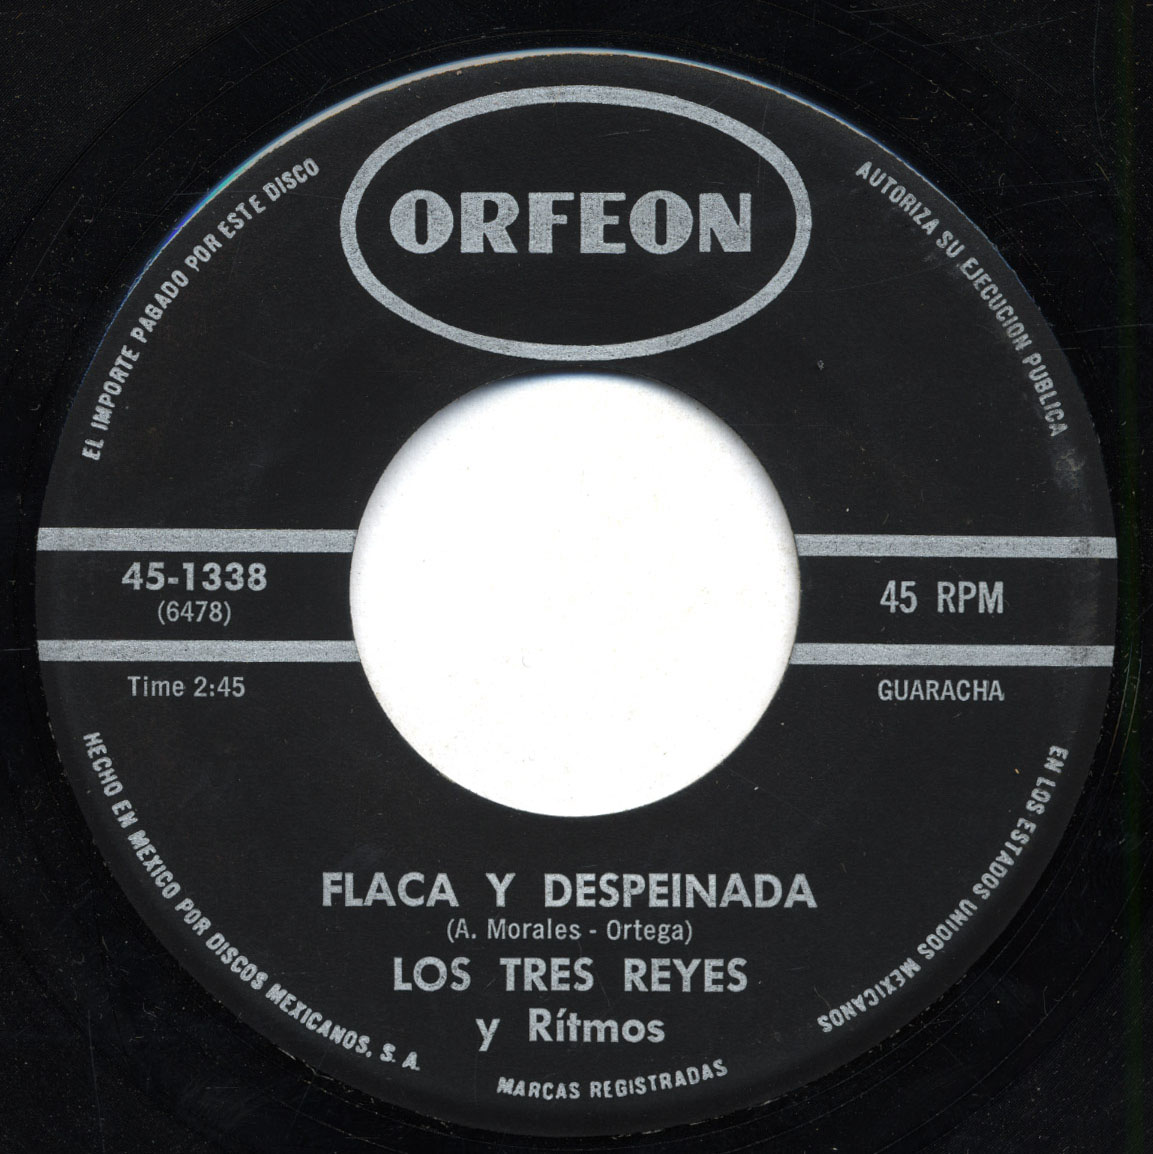 ORFEON
EL IMPORTE PAGADO POR ESTE DISCO
AUTORIZA SU EJECUCION PUBLICA
45-1338
(6478)
45 RPM
Time 2:45
GUARACHA
FLACA Y DESPEINADA
(A. Morales - Ortega)
LOS TRES REYES
y Rítmos
HECHO EN MEXICO POR DISCOS MEXICANOS, S. A.
MARCAS REGISTRADAS
EN LOS ESTADOS UNIDOS MEXICANOS